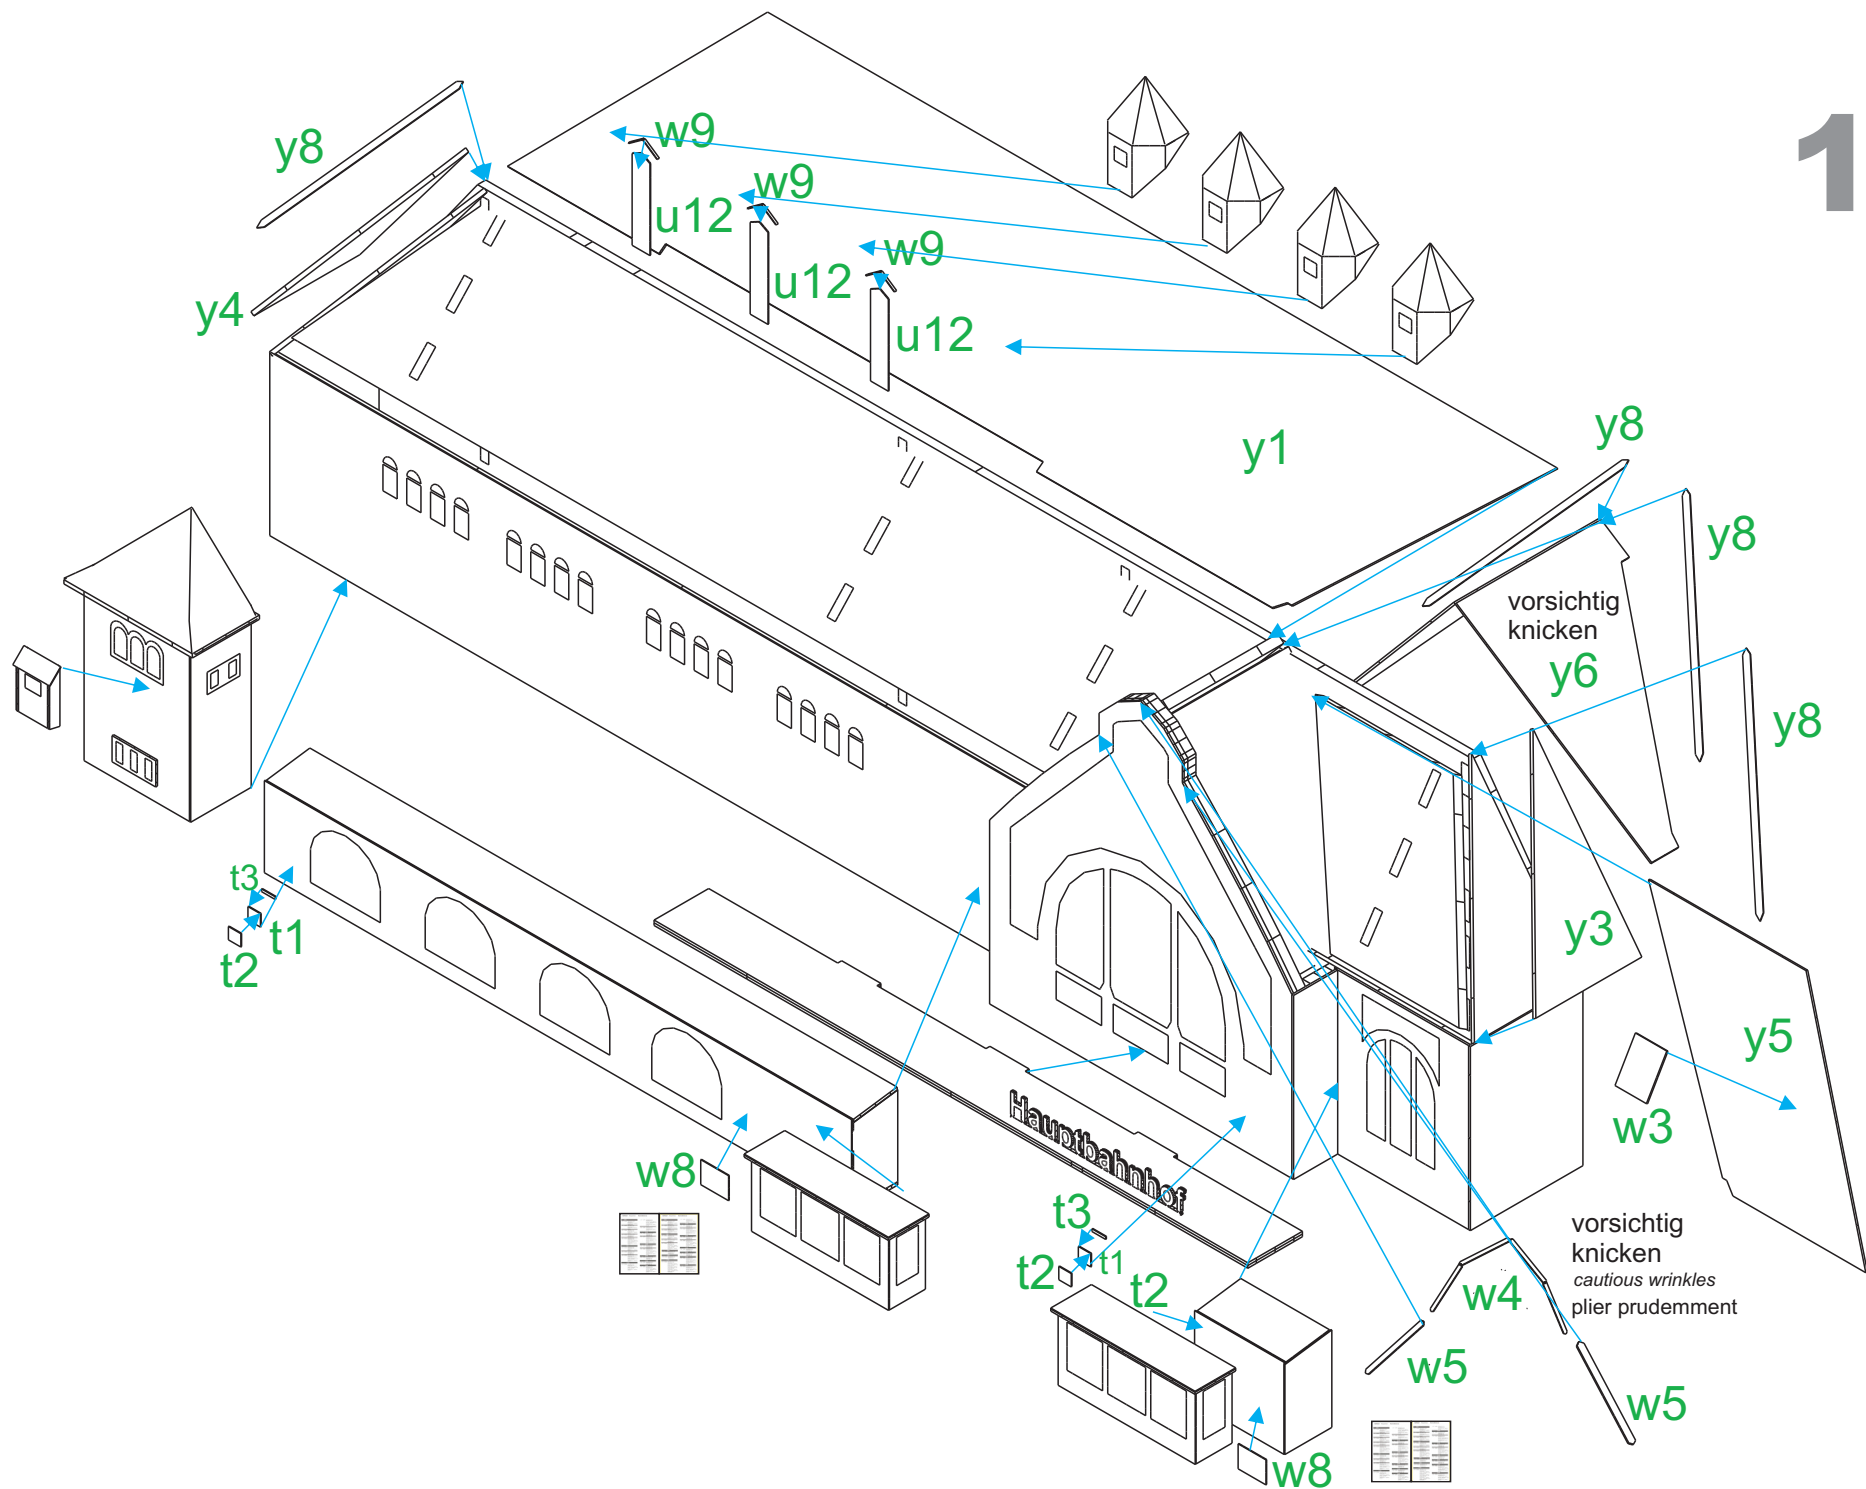 1
y8
w9
w9
u12
w9
u12
y4
u12
y1
y8
y8
vorsichtig
knicken
y6
y8
t3
t1
t2
y3
y5
w3
Hauptbahnhof
w8
t3
t1
t2
t2
vorsichtig
knicken
cautious wrinkles
plier prudemment
w4
w5
w5
w8